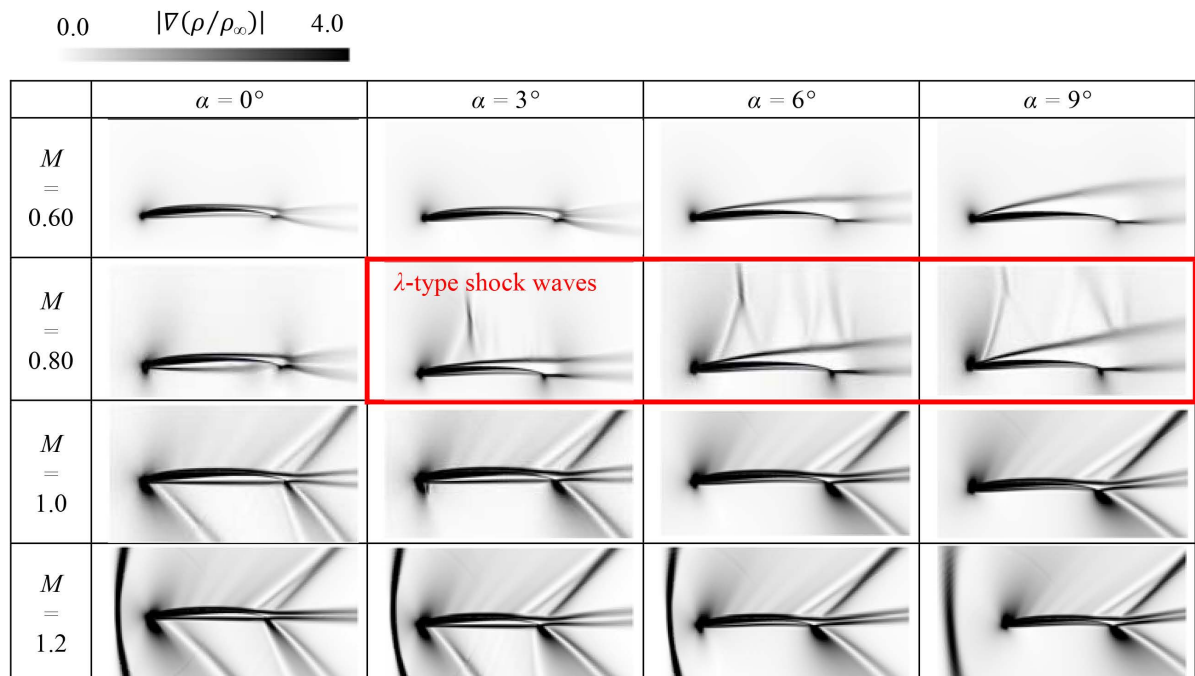 0.0 |∇(ρ/ρ∞)| 4.0
α = 0° α = 3° α = 6° α = 9°
M
=
0.60
M
=
0.80
λ-type shock waves
M
=
1.0
M
=
1.2